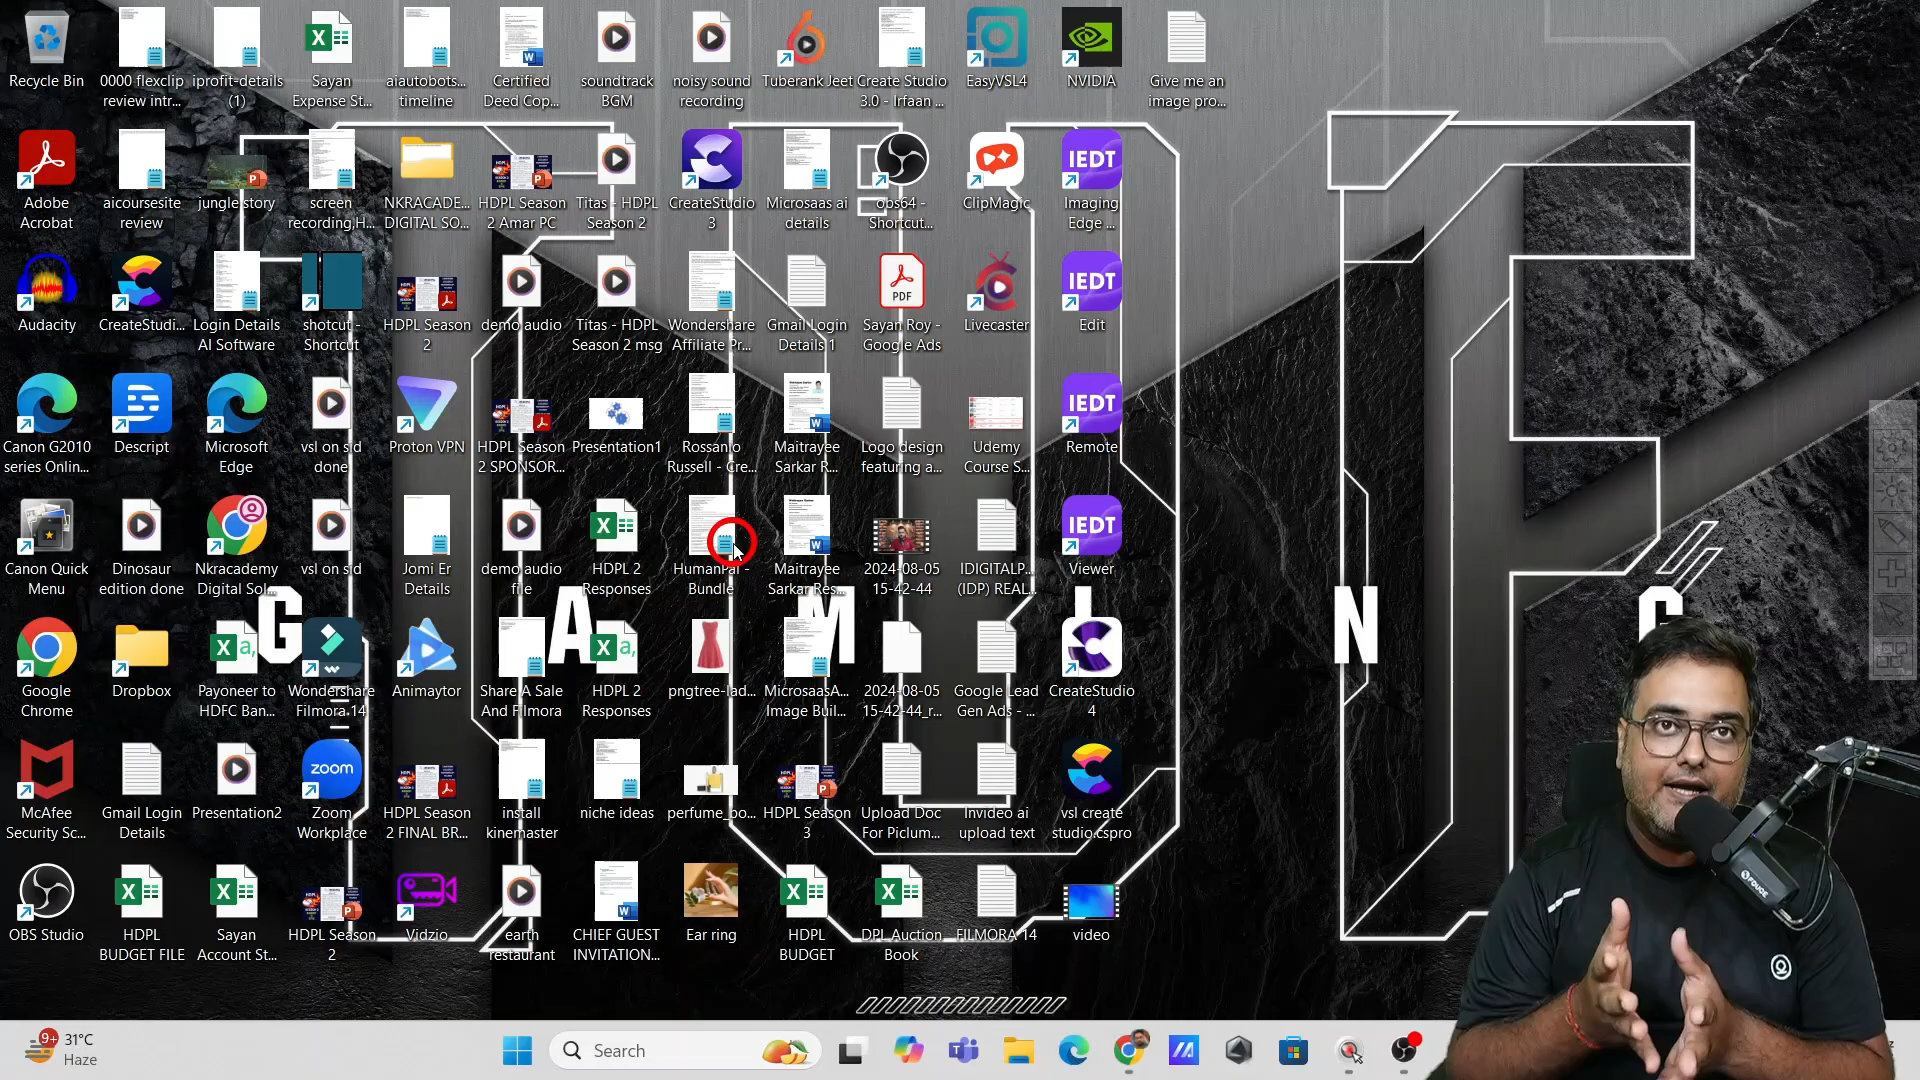 Recycle Bin
0000 flexclip
review intr...
iprofit-details
(1)
Sayan
Expense St...
aiautobots...
timeline
Certified
Deed Cop...
soundtrack
BGM
noisy sound
recording
Tuberank Jeet
Create Studio
3.0 - Irfaan ...
EasyVSL4
NVIDIA
Give me an
image pro...
Adobe
Acrobat
aicoursesite
review
jungle story
screen
recording,H...
NKRACADE...
DIGITAL SO...
HDPL Season
2 Amar PC
Titas - HDPL
Season 2
CreateStudio
3
Microsaas ai
details
obs64 -
Shortcut...
ClipMagic
IEDT
Imaging
Edge ...
Audacity
CreateStudi...
Login Details
AI Software
shotcut -
Shortcut
HDPL Season
2
demo audio
Titas - HDPL
Season 2 msg
Wondershare
Affiliate Pr...
Gmail Login
Details 1
PDF
Sayan Roy -
Google Ads
Livecaster
IEDT
Edit
Canon G2010
series Onlin...
Descript
Microsoft
Edge
vsl on sid
done
Proton VPN
HDPL Season
2 SPONSOR...
Presentation1
Rossario
Russell - Cre...
Maitrayee
Sarkar R...
Logo design
featuring a...
Udemy
Course S...
IEDT
Remote
Canon Quick
Menu
Dinosaur
edition done
Nkracademy
Digital Sol...
vsl on sid
Jomi Er
Details
demo audio
file
HDPL 2
Responses
HumanPal -
Bundle
Maitrayee
Sarkar Res...
2024-08-05
15-42-44
IDIGITALP...
(IDP) REAL...
IEDT
Viewer
GAMING
Google
Chrome
Dropbox
Payoneer to
HDFC Ban...
Wondershare
Filmora 14
Animaytor
Share A Sale
And Filmora
HDPL 2
Responses
pngtree-lad...
MicrosaasA...
Image Buil...
2024-08-05
15-42-44_r...
Google Lead
Gen Ads - ...
CreateStudio
4
McAfee
Security Sc...
Gmail Login
Details
Presentation2
zoom
Zoom
Workplace
HDPL Season
2 FINAL BR...
install
kinemaster
niche ideas
perfume_bo...
HDPL Season
3
Upload Doc
For Piclum...
Invideo ai
upload text
vsl create
studio.cspro
OBS Studio
HDPL
BUDGET FILE
Sayan
Account St...
HDPL Season
2
Vidzio
earth
restaurant
CHIEF GUEST
INVITATION...
Ear ring
HDPL
BUDGET
DPL Auction
Book
FILMORA 14
video
9+
31°C
Haze
Search